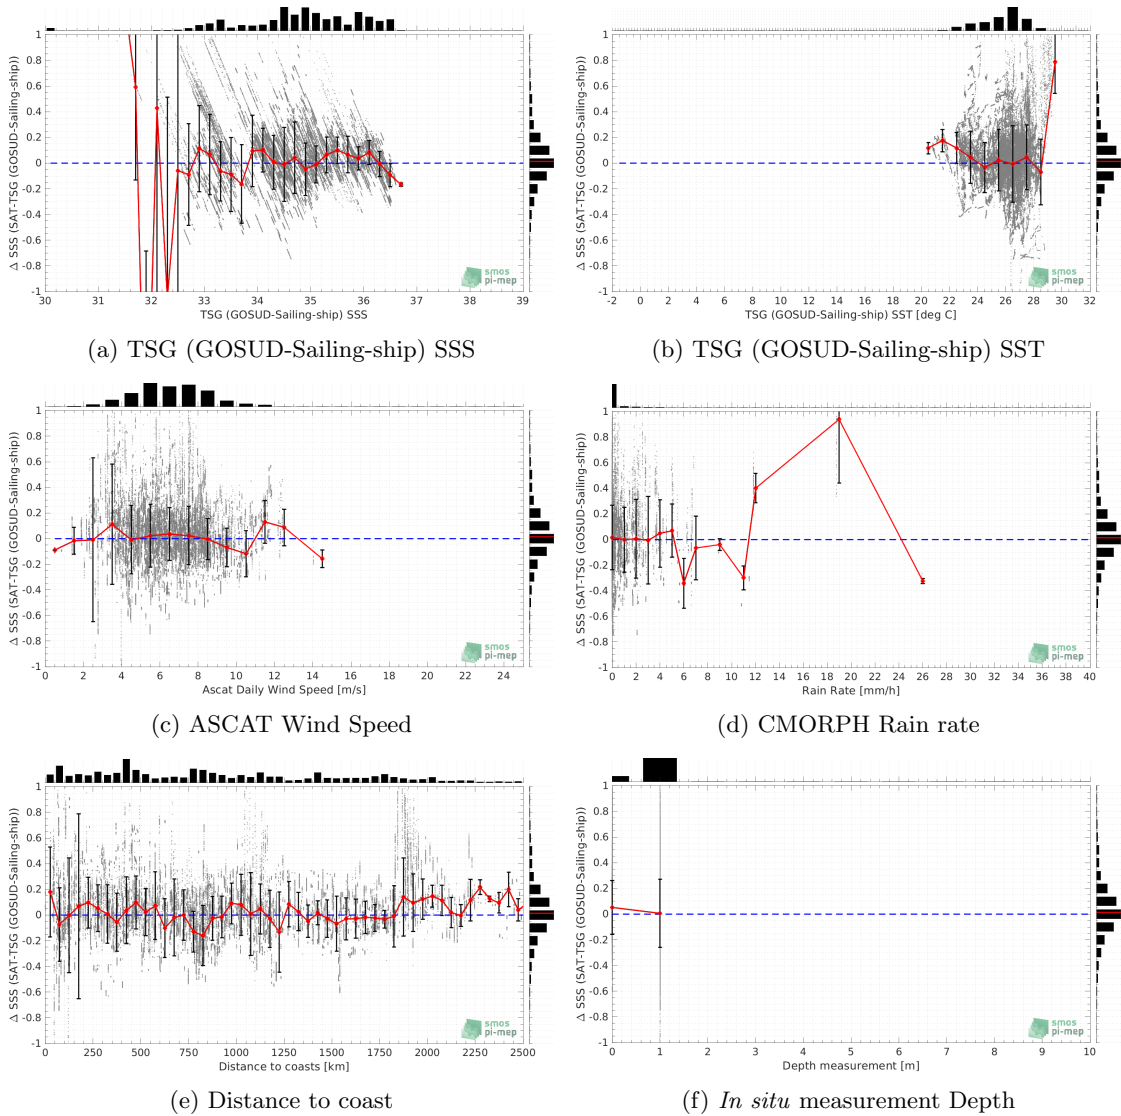 1
0.8
0.6
0.4
0.2
0
-0.2
-0.4
-0.6
-0.8
-1
Δ SSS (SAT-TSG (GOSUD-Sailing-ship))
smos
pi-mep
30 31 32 33 34 35 36 37 38 39
TSG (GOSUD-Sailing-ship) SSS
(a) TSG (GOSUD-Sailing-ship) SSS
1
0.8
0.6
0.4
0.2
0
-0.2
-0.4
-0.6
-0.8
-1
Δ SSS (SAT-TSG (GOSUD-Sailing-ship))
smos
pi-mep
-2 0 2 4 6 8 10 12 14 16 18 20 22 24 26 28 30 32
TSG (GOSUD-Sailing-ship) SST [deg C]
(b) TSG (GOSUD-Sailing-ship) SST
1
0.8
0.6
0.4
0.2
0
-0.2
-0.4
-0.6
-0.8
-1
Δ SSS (SAT-TSG (GOSUD-Sailing-ship))
smos
pi-mep
0 2 4 6 8 10 12 14 16 18 20 22 24
Ascat Daily Wind Speed [m/s]
(c) ASCAT Wind Speed
1
0.8
0.6
0.4
0.2
0
-0.2
-0.4
-0.6
-0.8
-1
Δ SSS (SAT-TSG (GOSUD-Sailing-ship))
smos
pi-mep
0 2 4 6 8 10 12 14 16 18 20 22 24 26 28 30 32 34 36 38 40
Rain Rate [mm/h]
(d) CMORPH Rain rate
1
0.8
0.6
0.4
0.2
0
-0.2
-0.4
-0.6
-0.8
-1
Δ SSS (SAT-TSG (GOSUD-Sailing-ship))
smos
pi-mep
0 250 500 750 1000 1250 1500 1750 2000 2250 2500
Distance to coasts [km]
(e) Distance to coast
1
0.8
0.6
0.4
0.2
0
-0.2
-0.4
-0.6
-0.8
-1
Δ SSS (SAT-TSG (GOSUD-Sailing-ship))
smos
pi-mep
0 1 2 3 4 5 6 7 8 9 10
Depth measurement [m]
(f) In situ measurement Depth